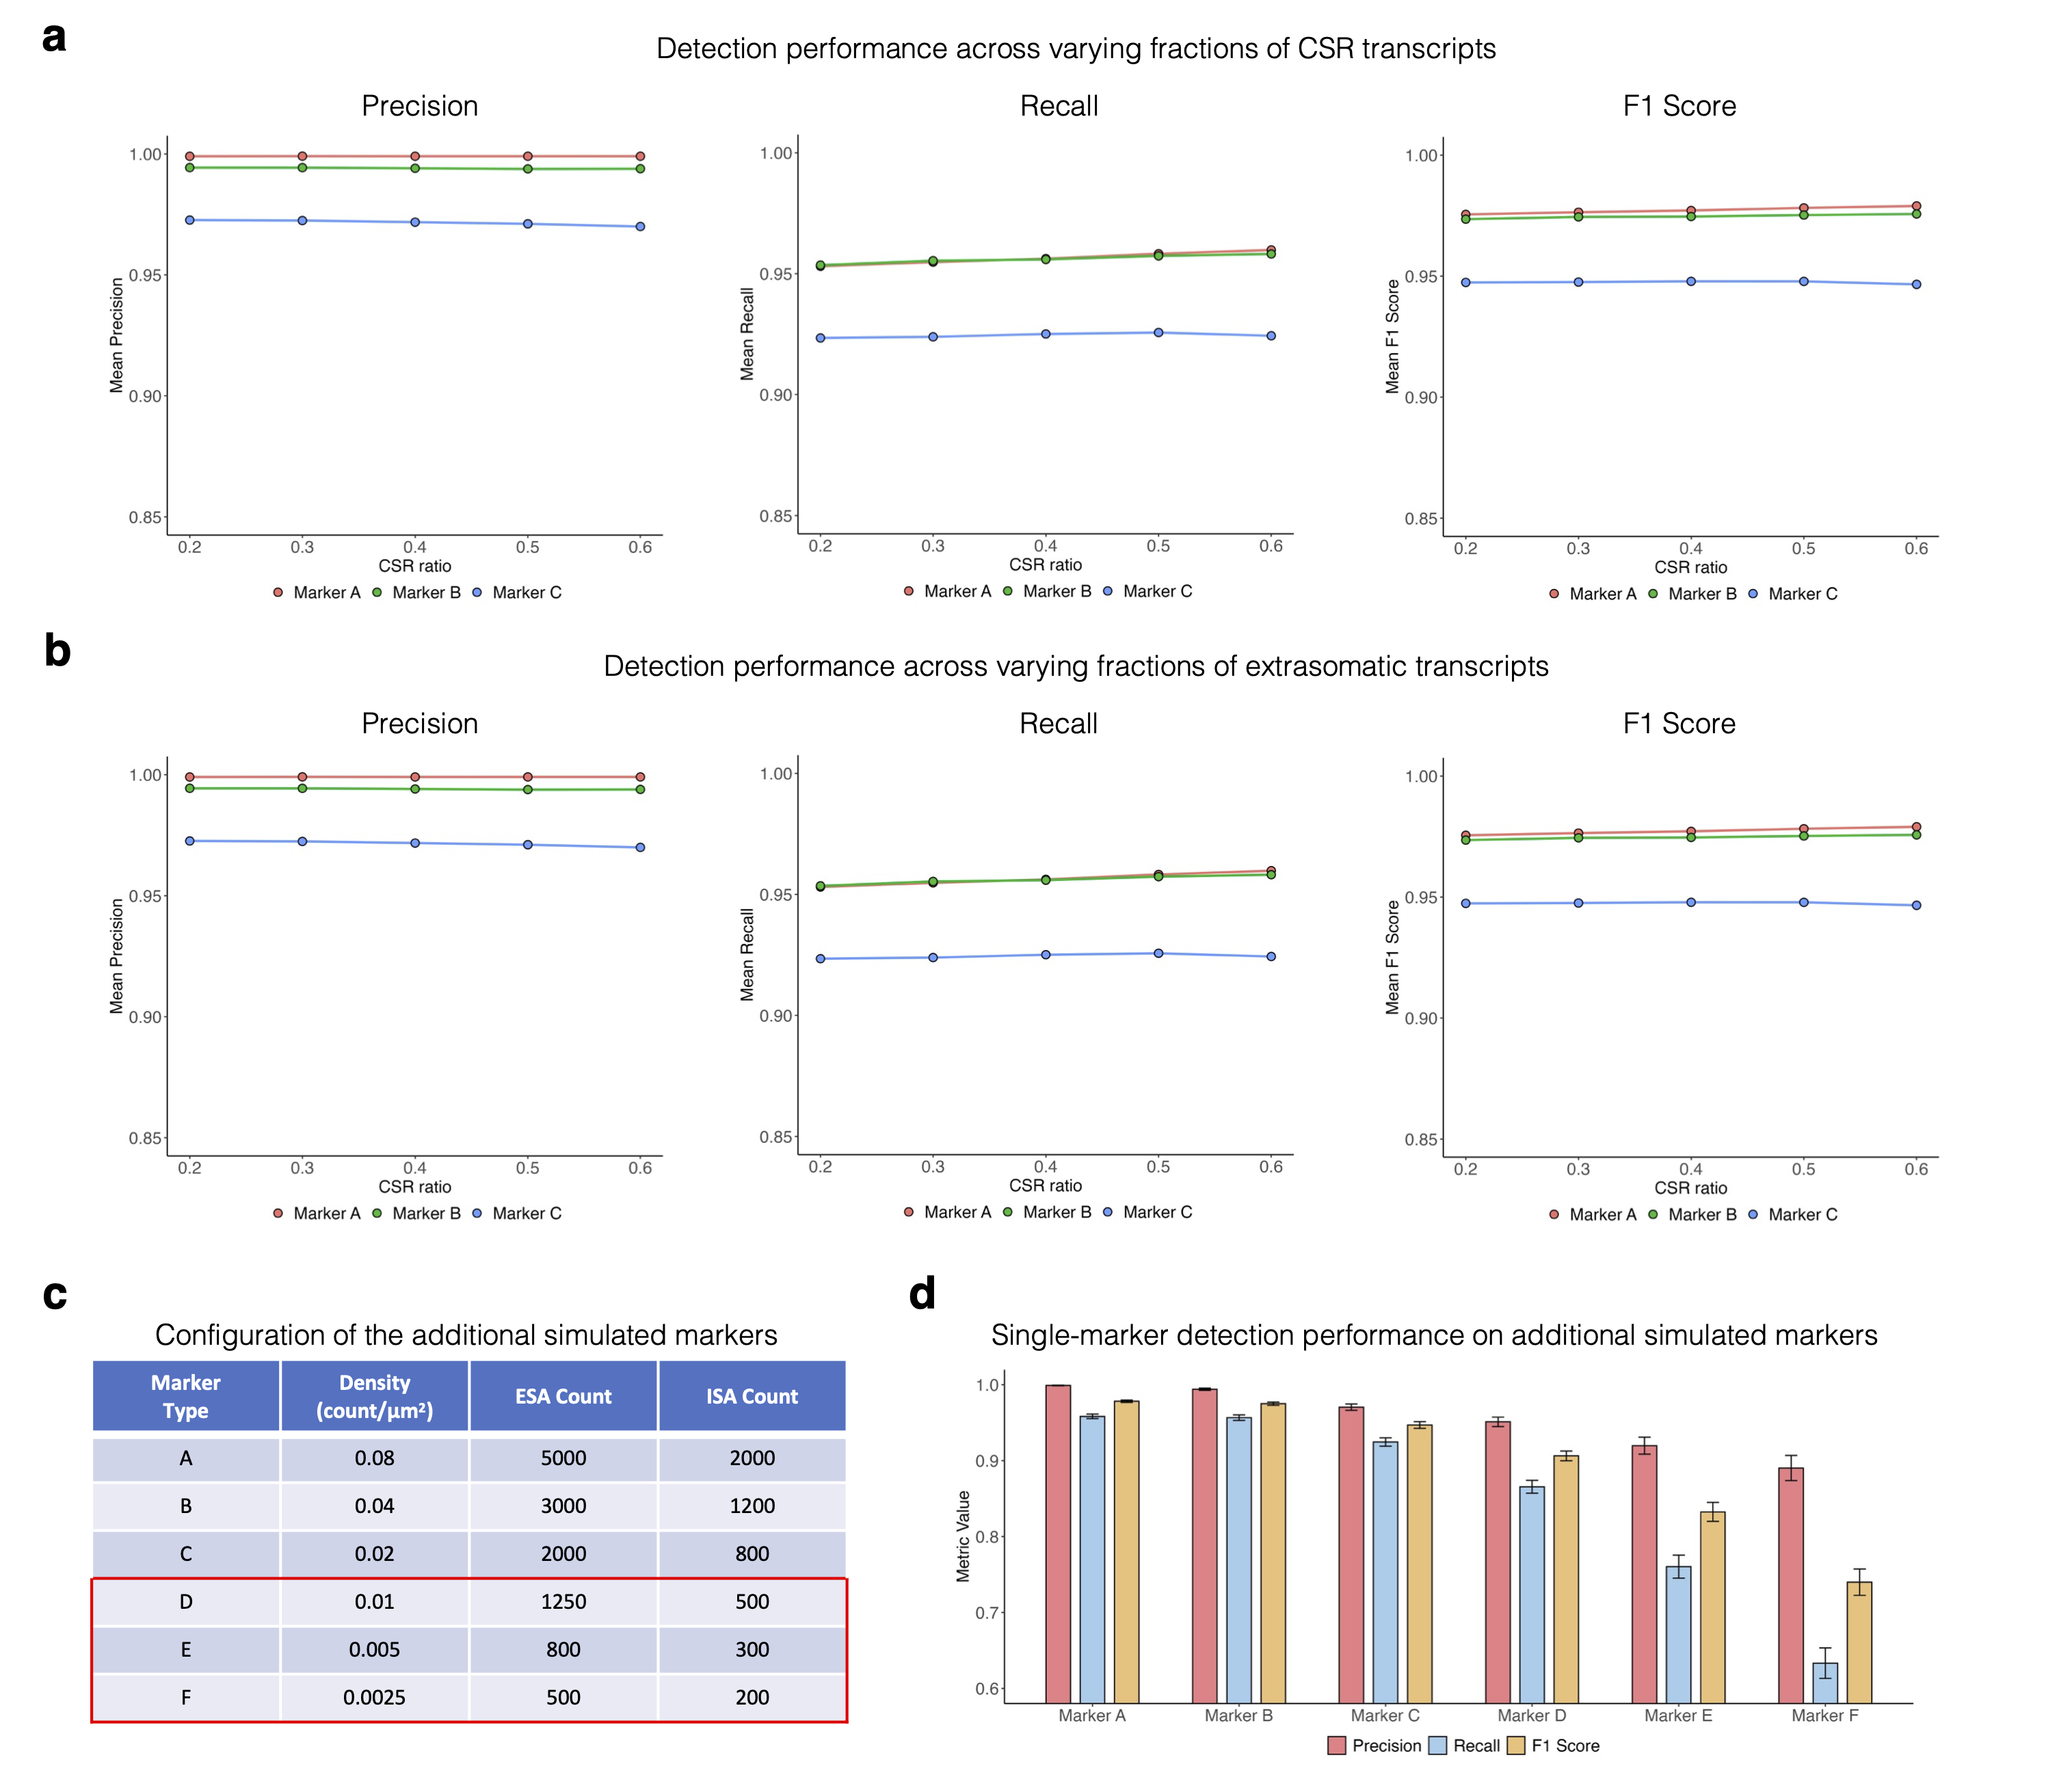 a
Detection performance across varying fractions of CSR transcripts
Precision
Recall
F1 Score
1.00
0.95
0.90
0.85
Mean Precision
0.2 0.3 0.4 0.5 0.6
CSR ratio
Marker A Marker B Marker C
1.00
0.95
0.90
0.85
Mean Recall
0.2 0.3 0.4 0.5 0.6
CSR ratio
Marker A Marker B Marker C
1.00
0.95
0.90
0.85
Mean F1 Score
0.2 0.3 0.4 0.5 0.6
CSR ratio
Marker A Marker B Marker C
b
Detection performance across varying fractions of extrasomatic transcripts
Precision
Recall
F1 Score
1.00
0.95
0.90
0.85
Mean Precision
0.2 0.3 0.4 0.5 0.6
CSR ratio
Marker A Marker B Marker C
1.00
0.95
0.90
0.85
Mean Recall
0.2 0.3 0.4 0.5 0.6
CSR ratio
Marker A Marker B Marker C
1.00
0.95
0.90
0.85
Mean F1 Score
0.2 0.3 0.4 0.5 0.6
CSR ratio
Marker A Marker B Marker C
c
Configuration of the additional simulated markers
Marker Type Density (count/µm²) ESA Count ISA Count
A 0.08 5000 2000
B 0.04 3000 1200
C 0.02 2000 800
D 0.01 1250 500
E 0.005 800 300
F 0.0025 500 200
d
Single-marker detection performance on additional simulated markers
1.0
0.9
0.8
0.7
0.6
Metric Value
Marker A Marker B Marker C Marker D Marker E Marker F
Precision Recall F1 Score